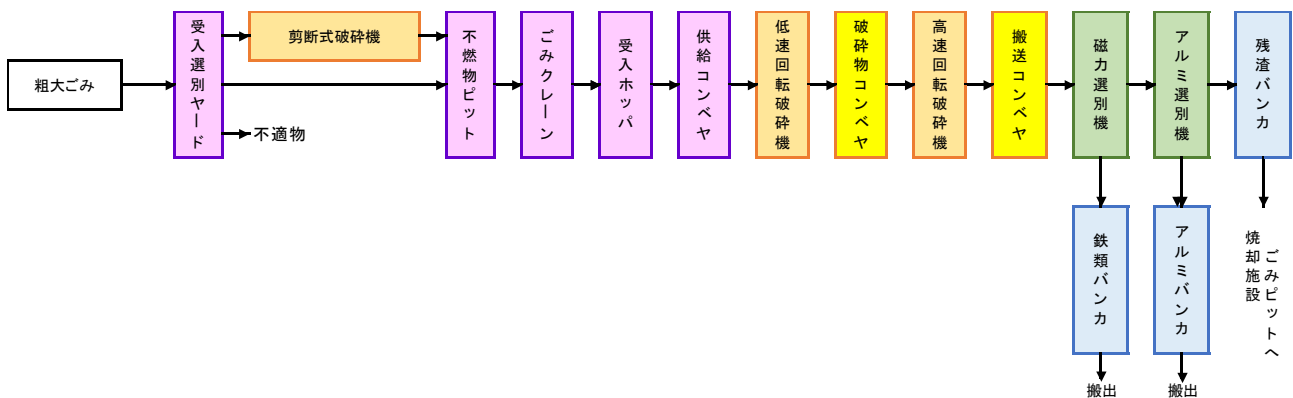 粗大ごみ
受入選別ヤード
剪断式破砕機
不適物
不燃物ピット
ごみクレーン
受入ホッパ
供給コンベヤ
低速回転破砕機
破砕物コンベヤ
高速回転破砕機
搬送コンベヤ
磁力選別機
アルミ選別機
残渣バンカ
鉄類バンカ
アルミバンカ
焼却施設
ごみピットへ
搬出
搬出